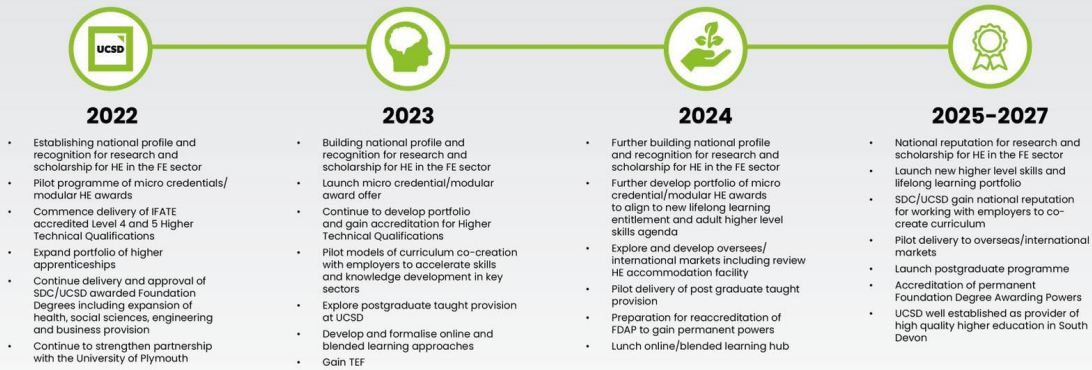 UCSD
2022
• Establishing national profile and
recognition for research and
scholarship for HE in the FE sector
• Pilot programme of micro credentials/
modular HE awards
• Commence delivery of IFATE
accredited Level 4 and 5 Higher
Technical Qualifications
• Expand portfolio of higher
apprenticeships
• Continue delivery and approval of
SDC/UCSD awarded Foundation
Degrees including expansion of
health, social sciences, engineering
and business provision
• Continue to strengthen partnership
with the University of Plymouth
2023
• Building national profile and
recognition for research and
scholarship for HE in the FE sector
• Launch micro credential/modular
award offer
• Continue to develop portfolio
and gain accreditation for Higher
Technical Qualifications
• Pilot models of curriculum co-creation
with employers to accelerate skills
and knowledge development in key
sectors
• Explore postgraduate taught provision
at UCSD
• Develop and formalise online and
blended learning approaches
• Gain TEF
2024
• Further building national profile
and recognition for research and
scholarship for HE in the FE sector
• Further develop portfolio of micro
credential/modular HE awards
to align to new lifelong learning
entitlement and adult higher level
skills agenda
• Explore and develop oversees/
international markets including review
HE accommodation facility
• Pilot delivery of post graduate taught
provision
• Preparation for reaccreditation of
FDAP to gain permanent powers
• Lunch online/blended learning hub
2025-2027
• National reputation for research and
scholarship for HE in the FE sector
• Launch new higher level skills and
lifelong learning portfolio
• SDC/UCSD gain national reputation
for working with employers to co-
create curriculum
• Pilot delivery to overseas/international
markets
• Launch postgraduate programme
• Accreditation of permanent
Foundation Degree Awarding Powers
• UCSD well established as provider of
high quality higher education in South
Devon